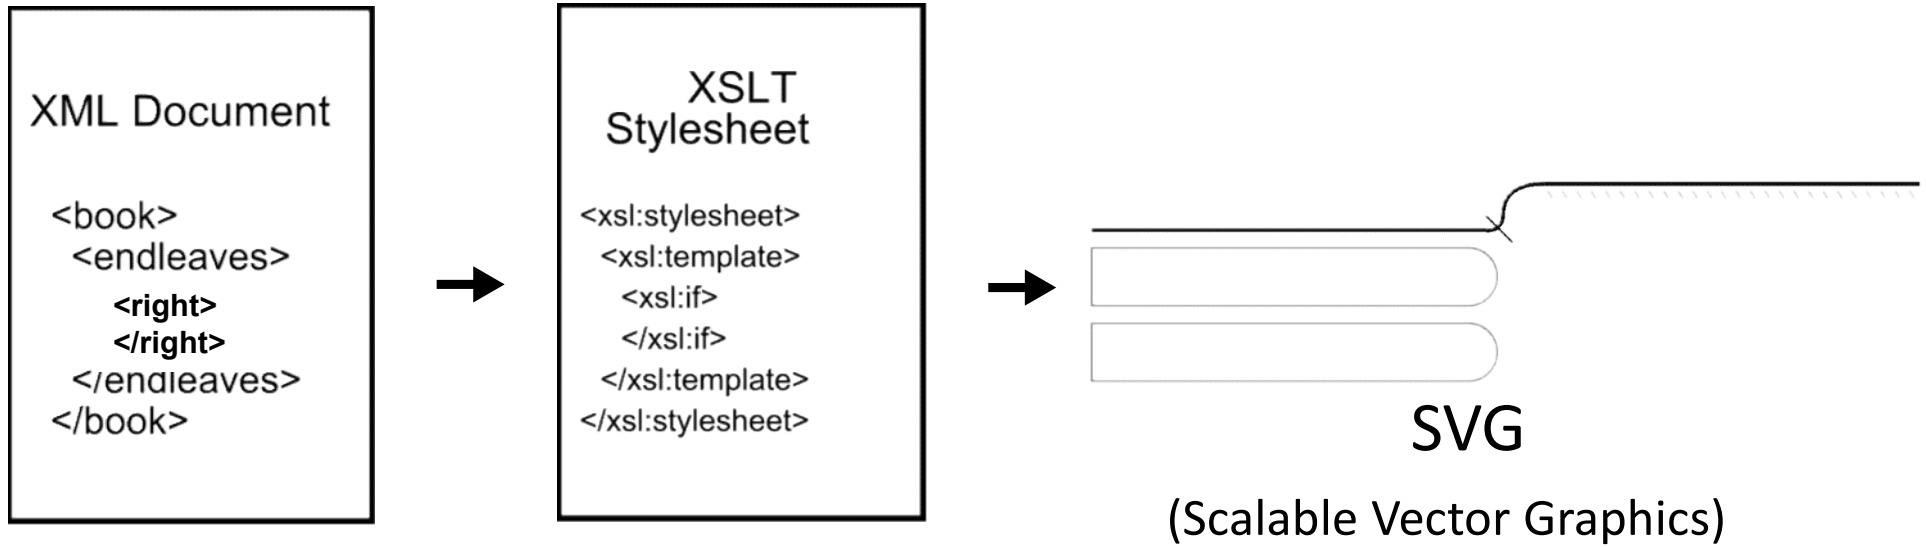 XML Document
<book>
<endleaves>
<right>
</right>
</endleaves>
</book>
XSLT
Stylesheet
<xsl:stylesheet>
<xsl:template>
<xsl:if>
</xsl:if>
</xsl:template>
</xsl:stylesheet>
SVG
(Scalable Vector Graphics)